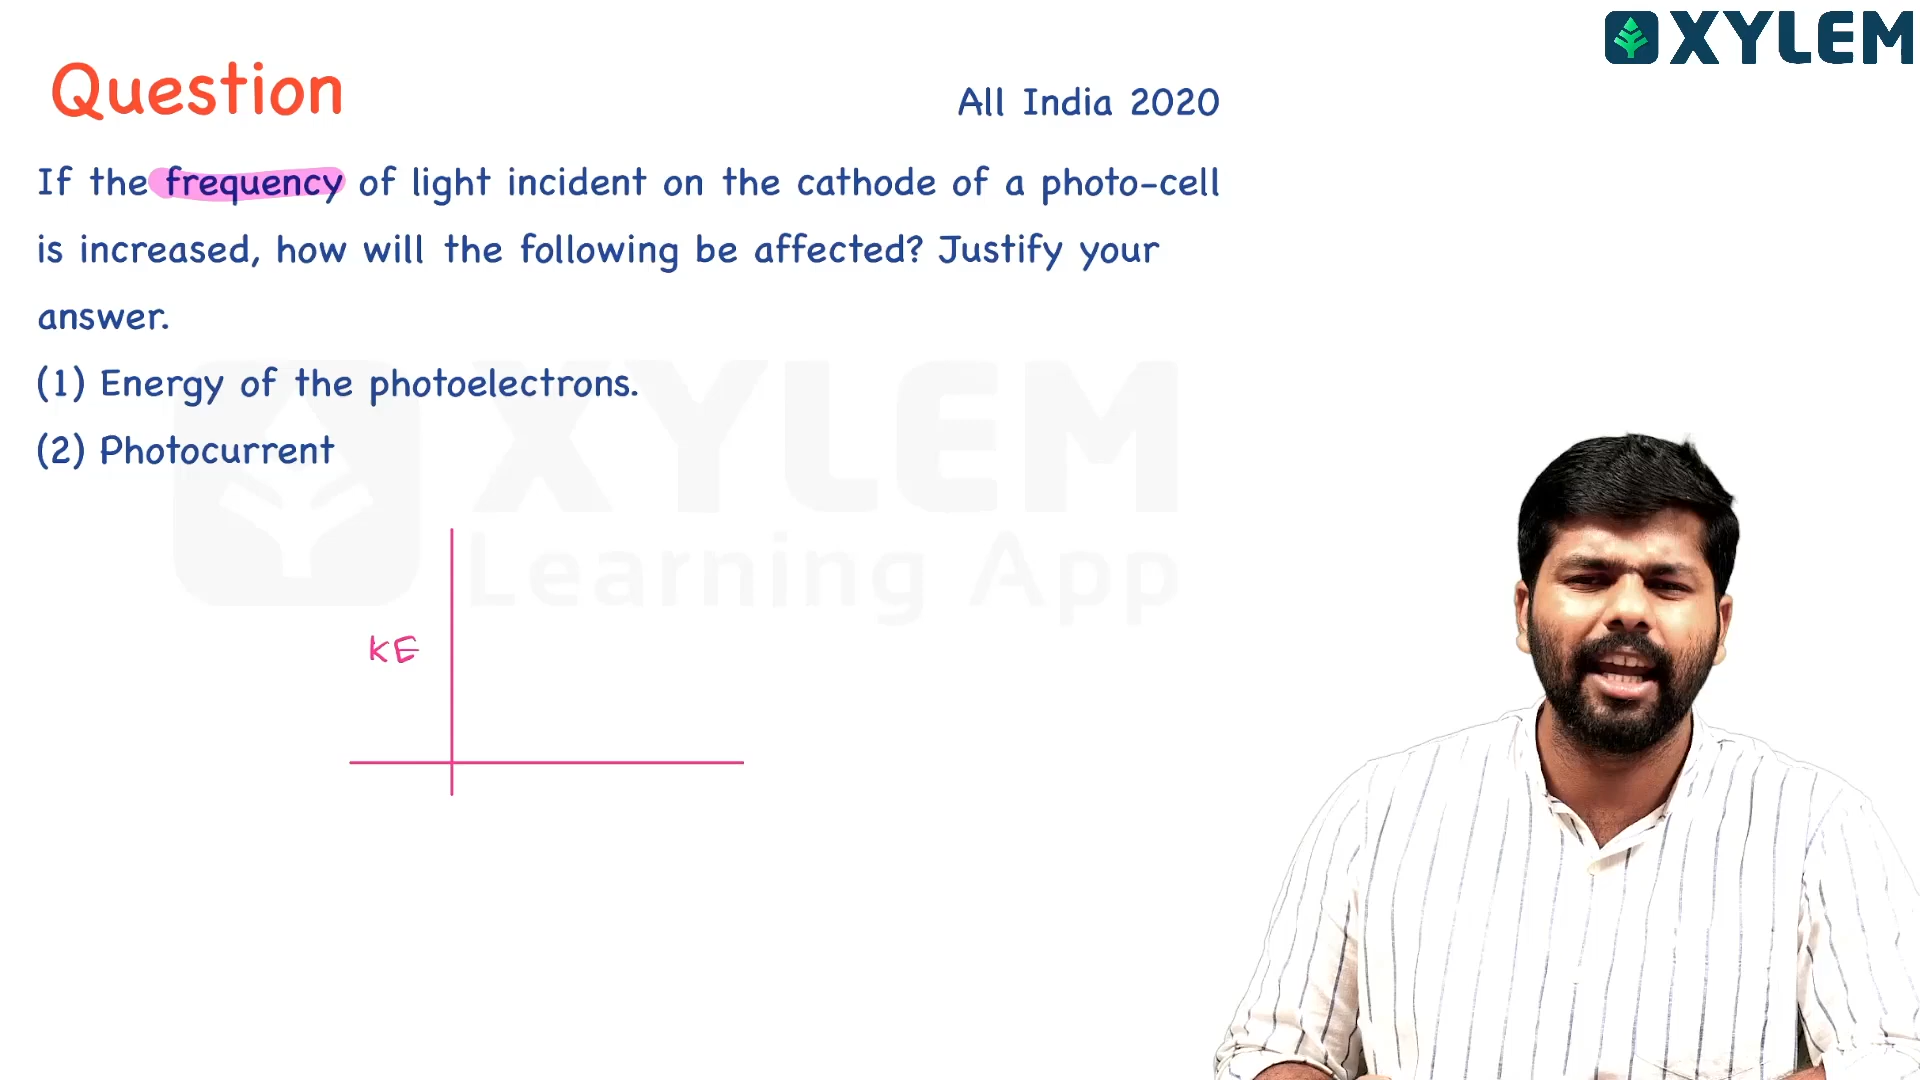 XYLEM
Question
All India 2020
If the frequency of light incident on the cathode of a photo-cell
is increased, how will the following be affected? Justify your
answer.
(1) Energy of the photoelectrons.
(2) Photocurrent
XYLEM
Learning App
KE